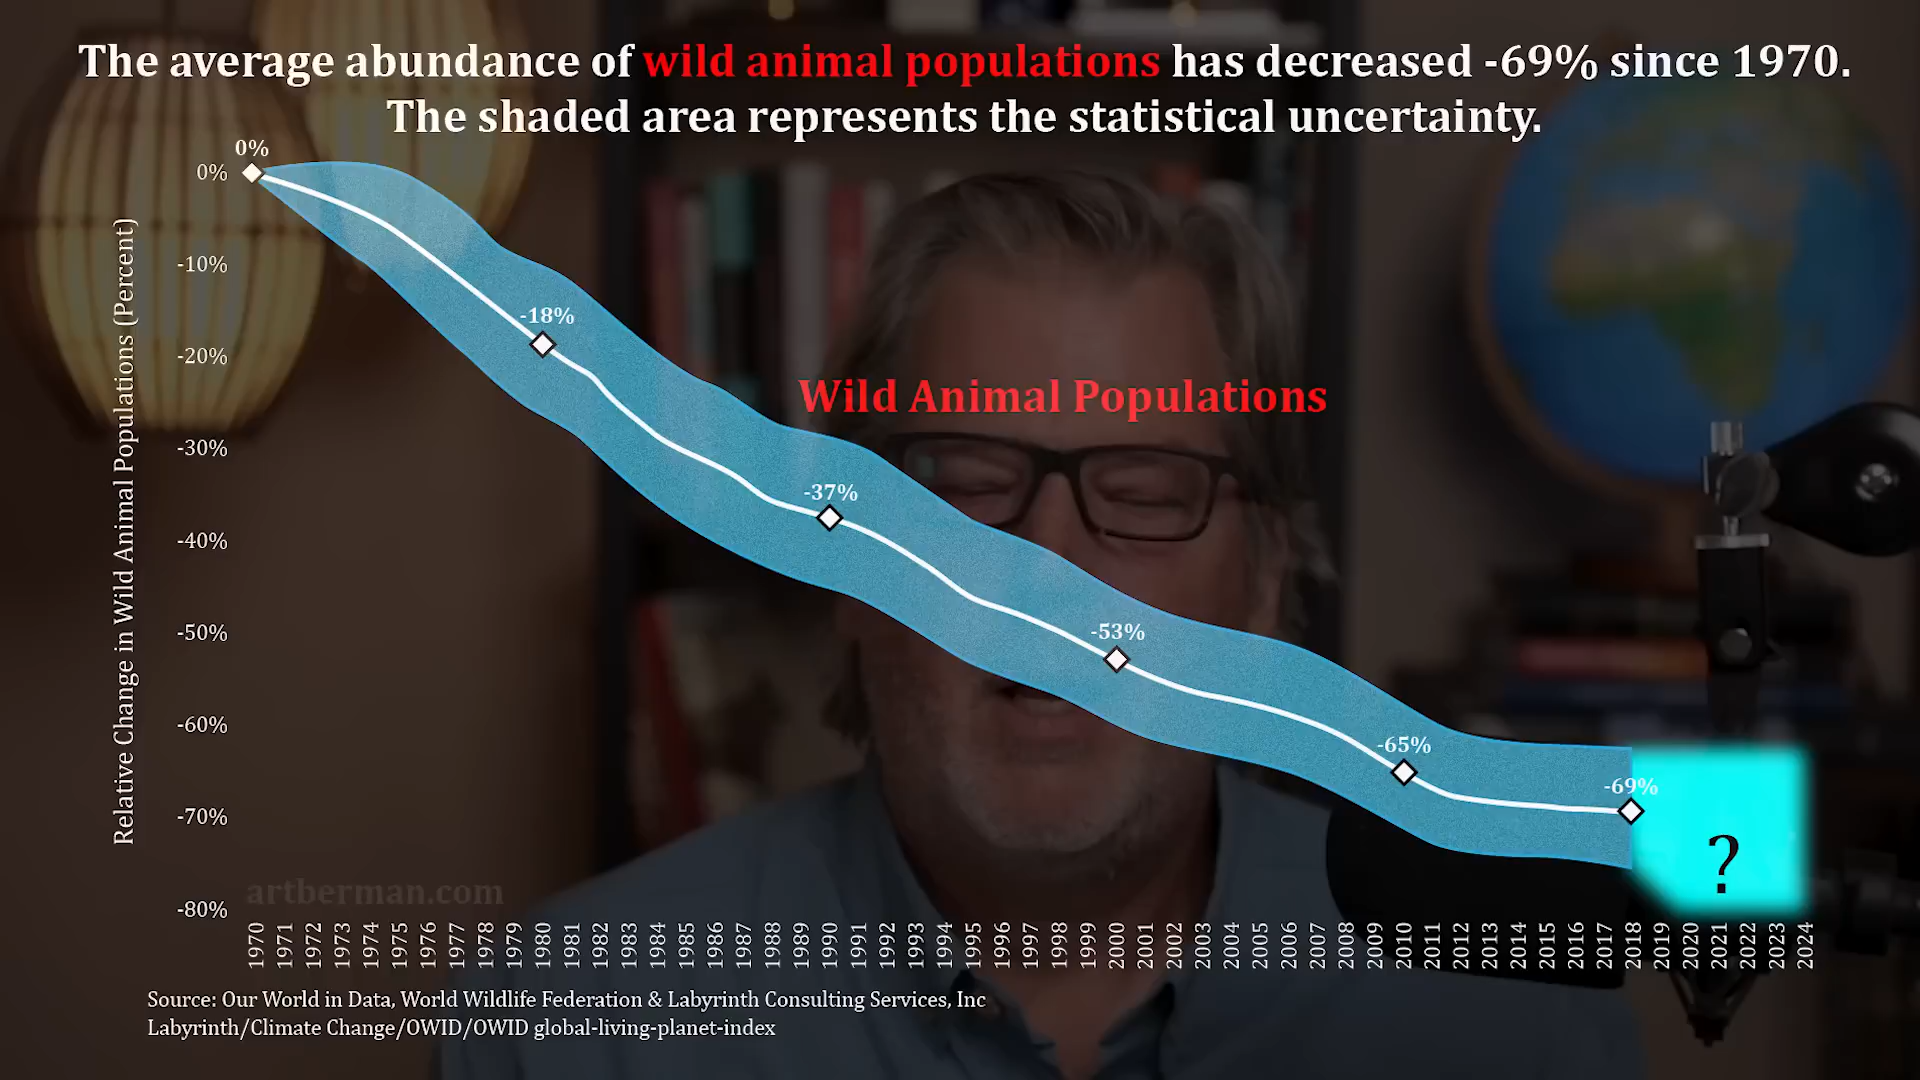 The average abundance of wild animal populations has decreased -69% since 1970.
The shaded area represents the statistical uncertainty.
0%
0%
-10%
-20%
-30%
-40%
-50%
-60%
-70%
-80%
Relative Change in Wild Animal Populations (Percent)
-18%
Wild Animal Populations
-37%
-53%
-65%
-69%
?
artberman.com
1970 1971 1972 1973 1974 1975 1976 1977 1978 1979 1980 1981 1982 1983 1984 1985 1986 1987 1988 1989 1990 1991 1992 1993 1994 1995 1996 1997 1998 1999 2000 2001 2002 2003 2004 2005 2006 2007 2008 2009 2010 2011 2012 2013 2014 2015 2016 2017 2018 2019 2020 2021 2022 2023 2024
Source: Our World in Data, World Wildlife Federation & Labyrinth Consulting Services, Inc
Labyrinth/Climate Change/OWID/OWID global-living-planet-index